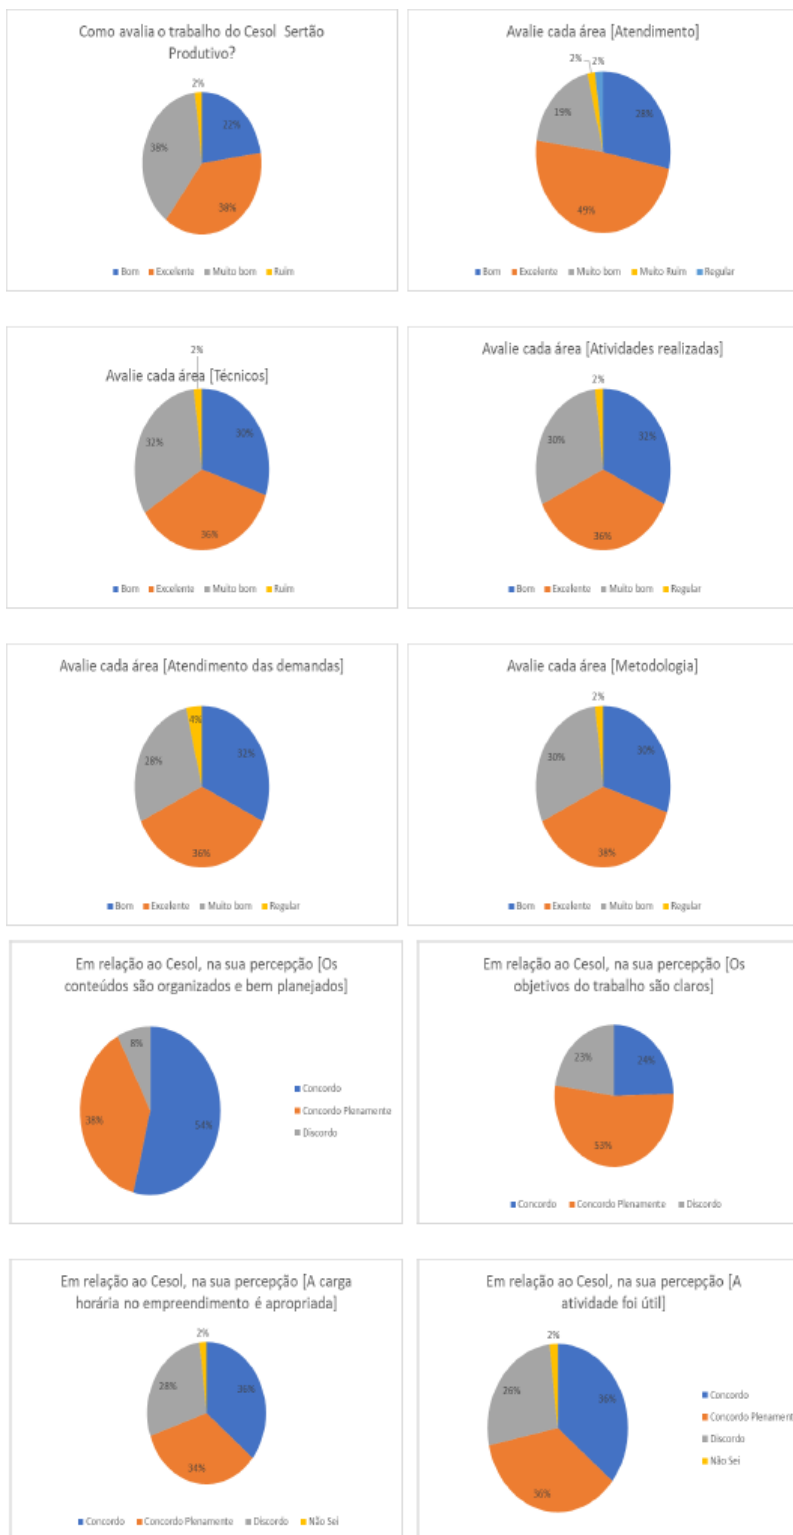 Como avalia o trabalho do Cesol Sertão
Produtivo?
2%
22%
38%
38%
Bom Excelente Muito bom Ruim
Avalie cada área [Atendimento]
2% 2%
19%
28%
49%
Bom Excelente Muito bom Muito Ruim Regular
2%
Avalie cada área [Técnicos]
30%
32%
36%
Bom Excelente Muito bom Ruim
Avalie cada área [Atividades realizadas]
2%
30%
32%
36%
Bom Excelente Muito bom Regular
Avalie cada área [Atendimento das demandas]
4%
32%
28%
36%
Bom Excelente Muito bom Regular
Avalie cada área [Metodologia]
2%
30%
30%
38%
Bom Excelente Muito bom Regular
Em relação ao Cesol, na sua percepção [Os
conteúdos são organizados e bem planejados]
8%
38%
54%
Concordo
Concordo Plenamente
Discordo
Em relação ao Cesol, na sua percepção [Os
objetivos do trabalho são claros]
23%
24%
53%
Concordo Concordo Plenamente Discordo
Em relação ao Cesol, na sua percepção [A carga
horária no empreendimento é apropriada]
2%
28%
36%
34%
Concordo Concordo Plenamente Discordo Não Sei
Em relação ao Cesol, na sua percepção [A
atividade foi útil]
2%
26%
36%
36%
Concordo
Concordo Plenament
Discordo
Não Sei